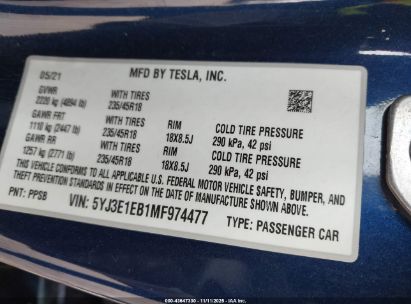 05/21 MFD BY TESLA, INC.
GVWR WITH TIRES
2220 kg (4894 lb) 235/45R18
GAWR FRT WITH TIRES RIM COLD TIRE PRESSURE
1110 kg (2447 lb) 235/45R18 18X8.5J 290 kPa, 42 psi
GAWR RR WITH TIRES RIM COLD TIRE PRESSURE
1257 kg (2771 lb) 235/45R18 18X8.5J 290 kPa, 42 psi
THIS VEHICLE CONFORMS TO ALL APPLICABLE U.S. FEDERAL MOTOR VEHICLE SAFETY, BUMPER, AND
THEFT PREVENTION STANDARDS IN EFFECT ON THE DATE OF MANUFACTURE SHOWN ABOVE.
PNT: PPSB VIN: 5YJ3E1EB1MF974477 TYPE: PASSENGER CAR